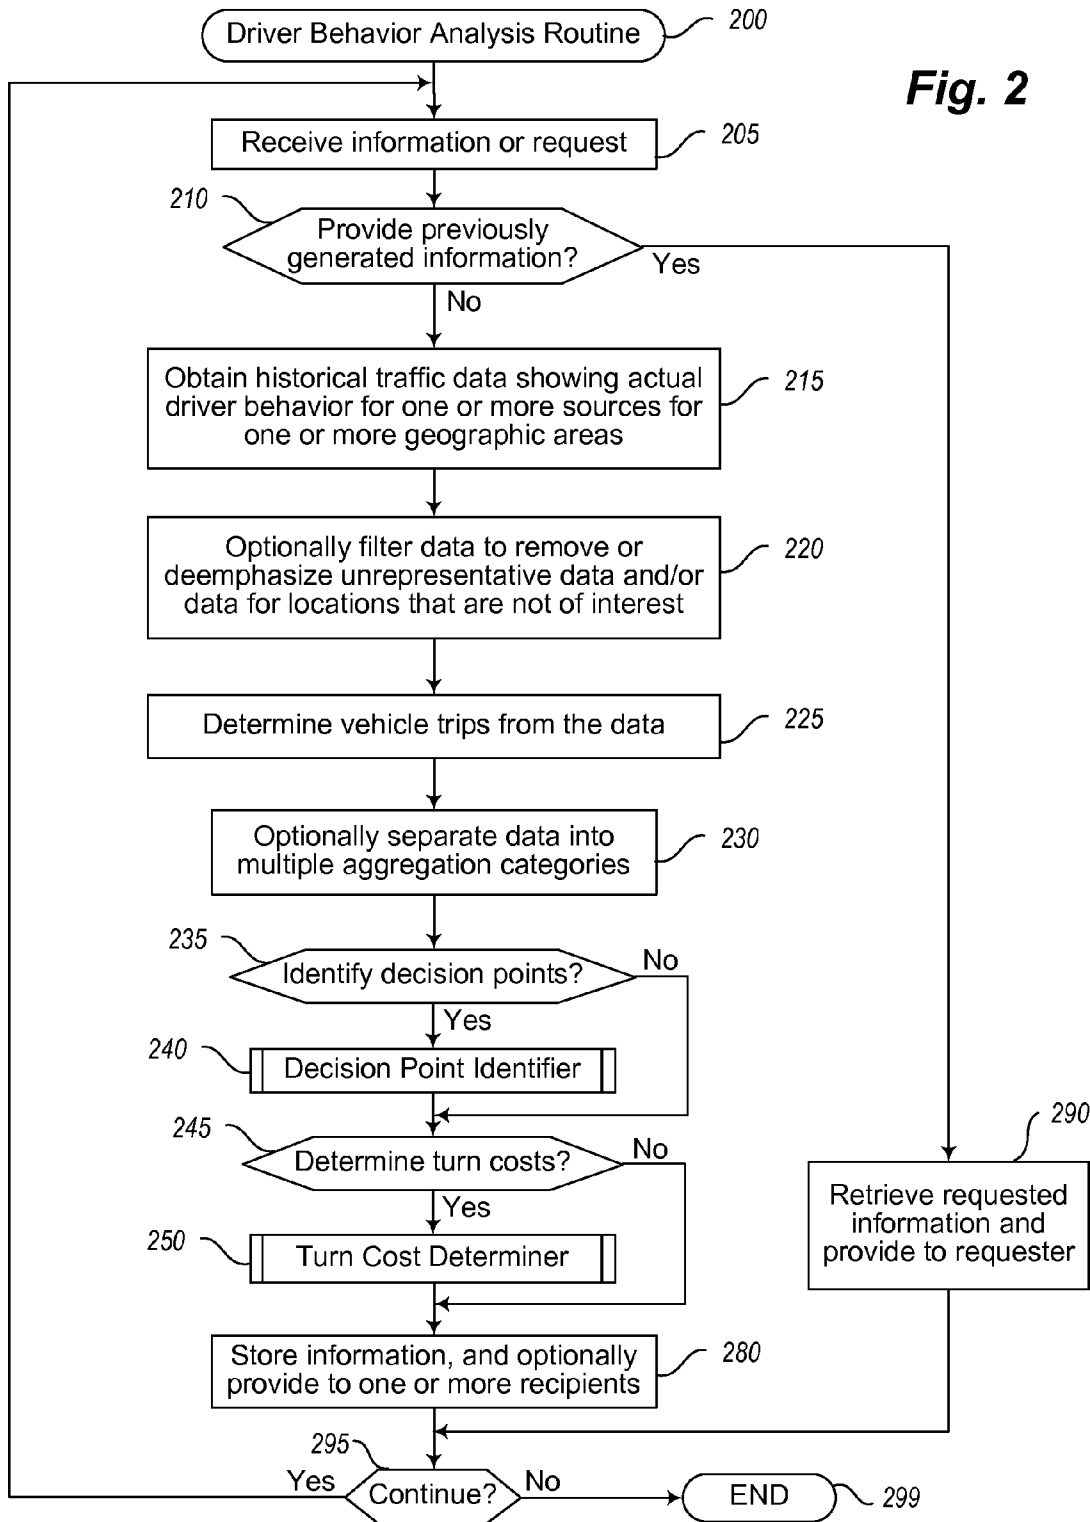 Driver Behavior Analysis Routine
200
Fig. 2
Receive information or request
205
210
Provide previously
generated information?
Yes
No
Obtain historical traffic data showing actual
driver behavior for one or more sources for
one or more geographic areas
215
Optionally filter data to remove or
deemphasize unrepresentative data and/or
data for locations that are not of interest
220
Determine vehicle trips from the data
225
Optionally separate data into
multiple aggregation categories
230
235
Identify decision points?
No
Yes
240
Decision Point Identifier
245
Determine turn costs?
No
Yes
250
Turn Cost Determiner
290
Retrieve requested
information and
provide to requester
Store information, and optionally
provide to one or more recipients
280
295
Yes
Continue?
No
END
299